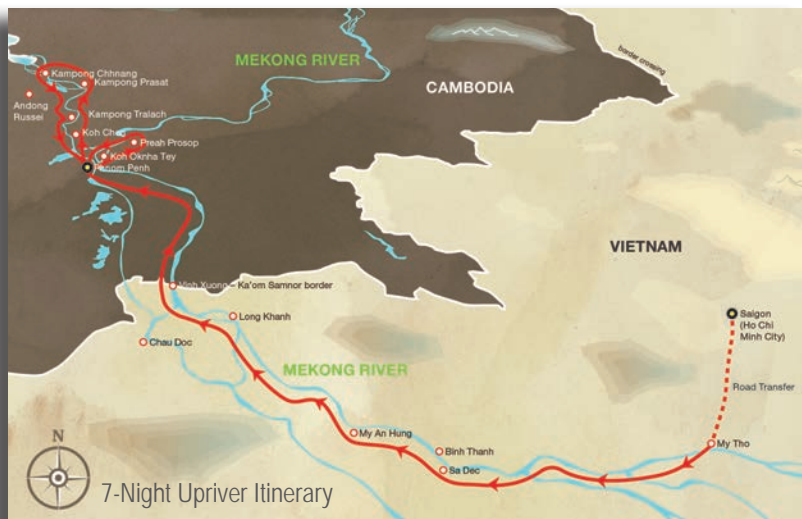 MEKONG RIVER
CAMBODIA
border crossing
Kampong Chhnang
Kampong Prasat
Andong
Russei
Kampong Tralach
Koh Chen
Preah Prosop
Koh Oknha Tey
Phnom Penh
VIETNAM
Vinh Xuong – Ka'om Samnor border
Long Khanh
Chau Doc
MEKONG RIVER
Saigon
(Ho Chi
Minh City)
Road Transfer
My An Hung
Binh Thanh
Sa Dec
My Tho
N
7-Night Upriver Itinerary